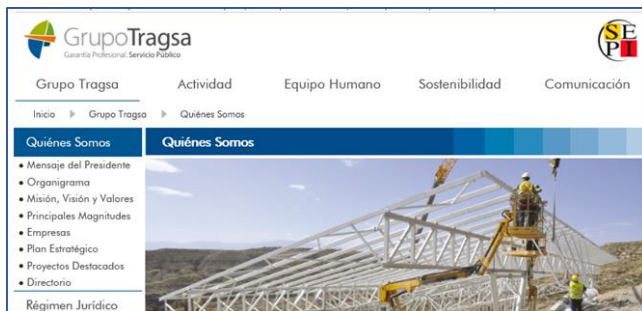 GrupoTragsa
Garantía Profesional. Servicio Público
SE
PI
Grupo Tragsa Actividad Equipo Humano Sostenibilidad Comunicación
Inicio Grupo Tragsa Quiénes Somos
Quiénes Somos
Quiénes Somos
• Mensaje del Presidente
• Organigrama
• Misión, Visión y Valores
• Principales Magnitudes
• Empresas
• Plan Estratégico
• Proyectos Destacados
• Directorio
Régimen Jurídico